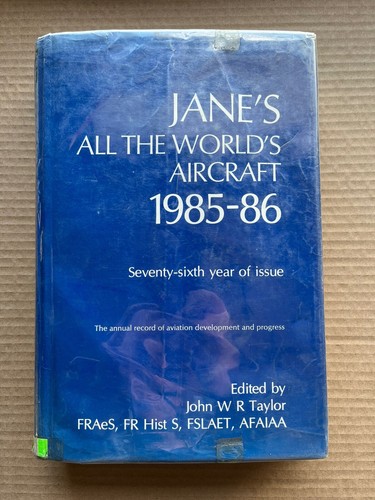 JANE'S
ALL THE WORLD'S
AIRCRAFT
1985-86
Seventy-sixth year of issue
The annual record of aviation development and progress
Edited by
John W R Taylor
FRAeS, FR Hist S, FSLAET, AFAIAA